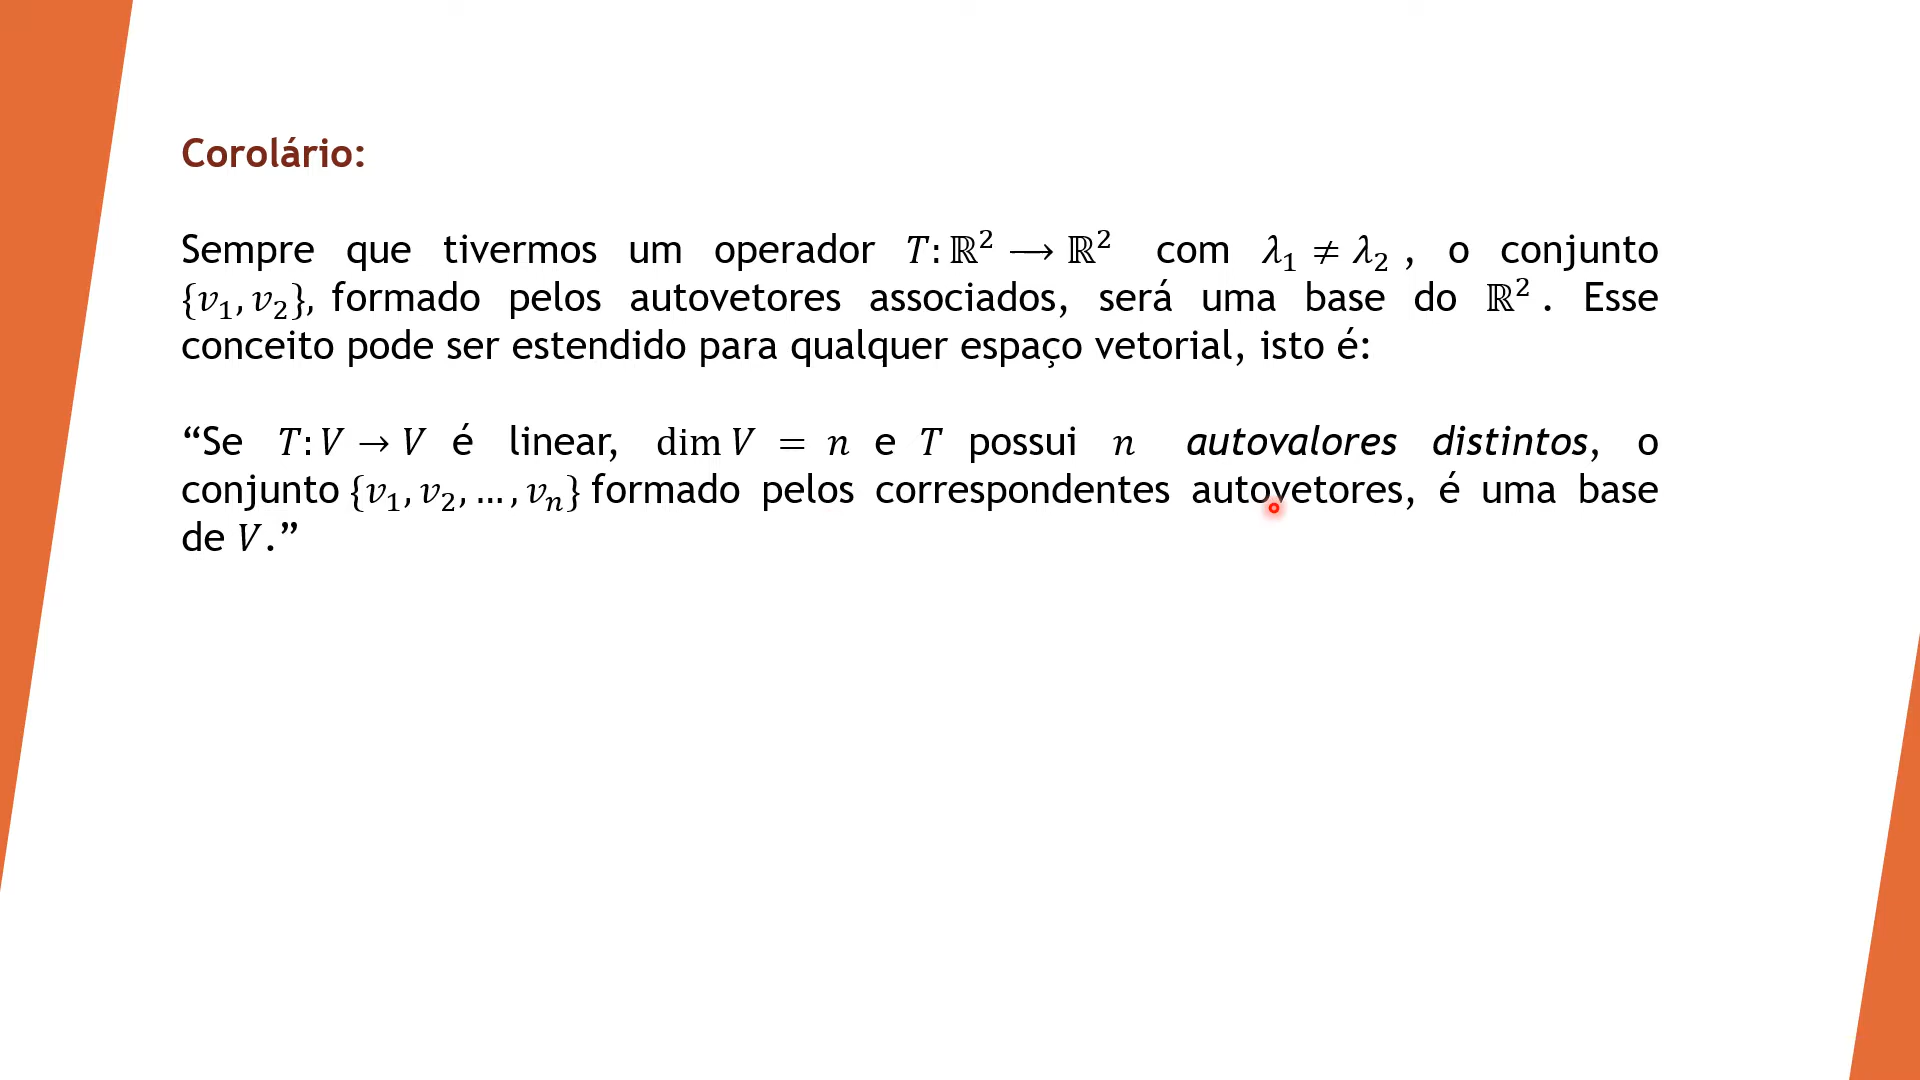 Corolário:
Sempre que tivermos um operador 𝑇: ℝ² ⟶ ℝ² com 𝜆₁ ≠ 𝜆₂ , o conjunto
{𝑣₁, 𝑣₂}, formado pelos autovetores associados, será uma base do ℝ² . Esse
conceito pode ser estendido para qualquer espaço vetorial, isto é:
“Se 𝑇: 𝑉 → 𝑉 é linear, dim 𝑉 = 𝑛 e 𝑇 possui 𝑛 autovalores distintos, o
conjunto {𝑣₁, 𝑣₂, … , 𝑣ₙ} formado pelos correspondentes autovetores, é uma base
de 𝑉.”